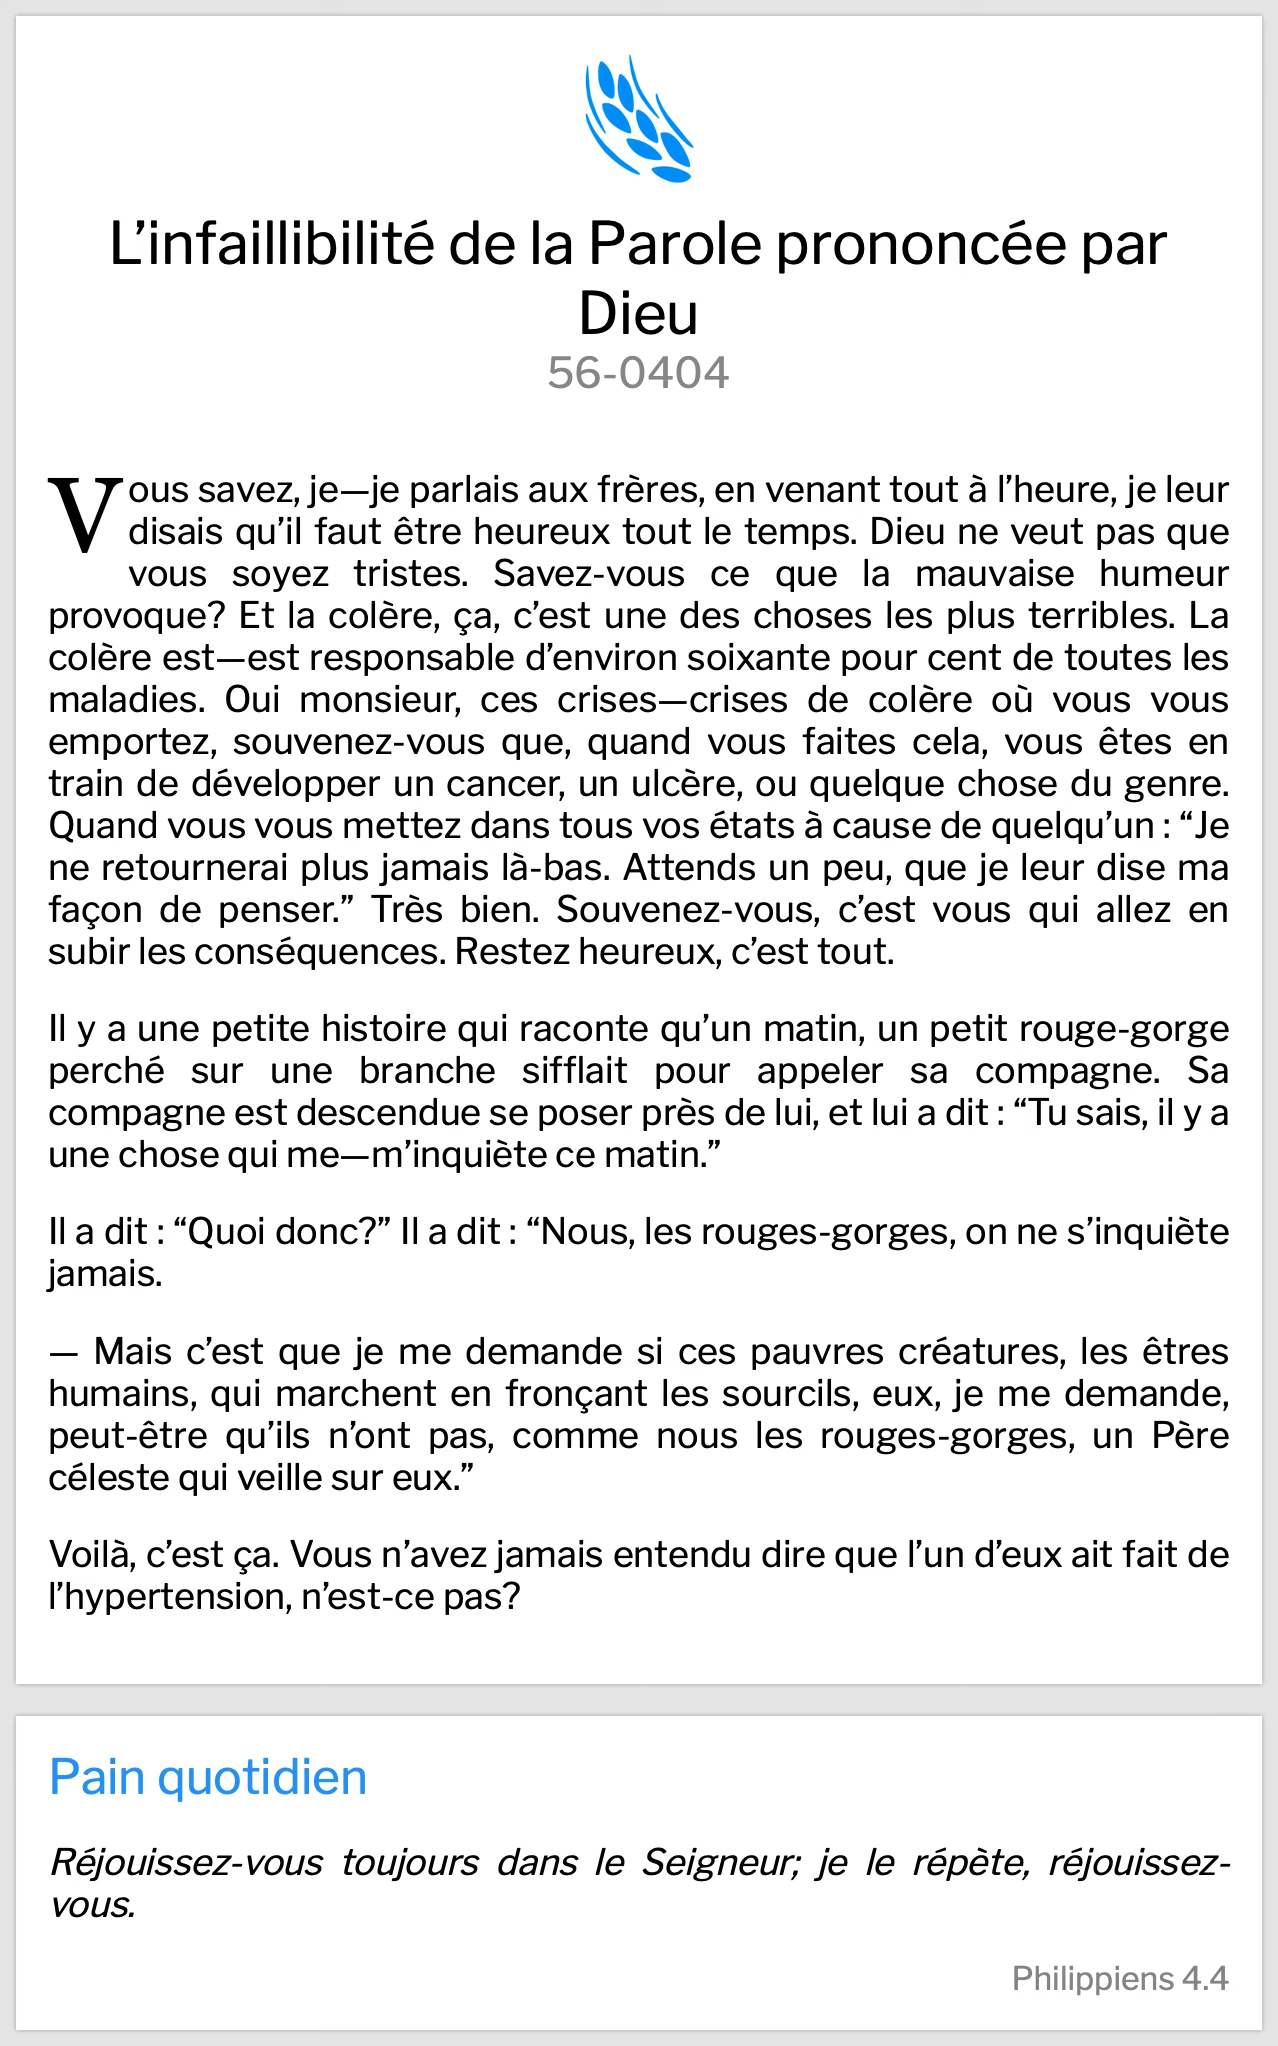 L’infaillibilité de la Parole prononcée par
Dieu
56-0404
Vous savez, je—je parlais aux frères, en venant tout à l’heure, je leur
disais qu’il faut être heureux tout le temps. Dieu ne veut pas que
vous soyez tristes. Savez-vous ce que la mauvaise humeur
provoque? Et la colère, ça, c’est une des choses les plus terribles. La
colère est—est responsable d’environ soixante pour cent de toutes les
maladies. Oui monsieur, ces crises—crises de colère où vous vous
emportez, souvenez-vous que, quand vous faites cela, vous êtes en
train de développer un cancer, un ulcère, ou quelque chose du genre.
Quand vous vous mettez dans tous vos états à cause de quelqu’un : “Je
ne retournerai plus jamais là-bas. Attends un peu, que je leur dise ma
façon de penser.” Très bien. Souvenez-vous, c’est vous qui allez en
subir les conséquences. Restez heureux, c’est tout.
Il y a une petite histoire qui raconte qu’un matin, un petit rouge-gorge
perché sur une branche sifflait pour appeler sa compagne. Sa
compagne est descendue se poser près de lui, et lui a dit : “Tu sais, il y a
une chose qui me—m’inquiète ce matin.”
Il a dit : “Quoi donc?” Il a dit : “Nous, les rouges-gorges, on ne s’inquiète
jamais.
— Mais c’est que je me demande si ces pauvres créatures, les êtres
humains, qui marchent en fronçant les sourcils, eux, je me demande,
peut-être qu’ils n’ont pas, comme nous les rouges-gorges, un Père
céleste qui veille sur eux.”
Voilà, c’est ça. Vous n’avez jamais entendu dire que l’un d’eux ait fait de
l’hypertension, n’est-ce pas?
Pain quotidien
Réjouissez-vous toujours dans le Seigneur; je le répète, réjouissez-
vous.
Philippiens 4.4